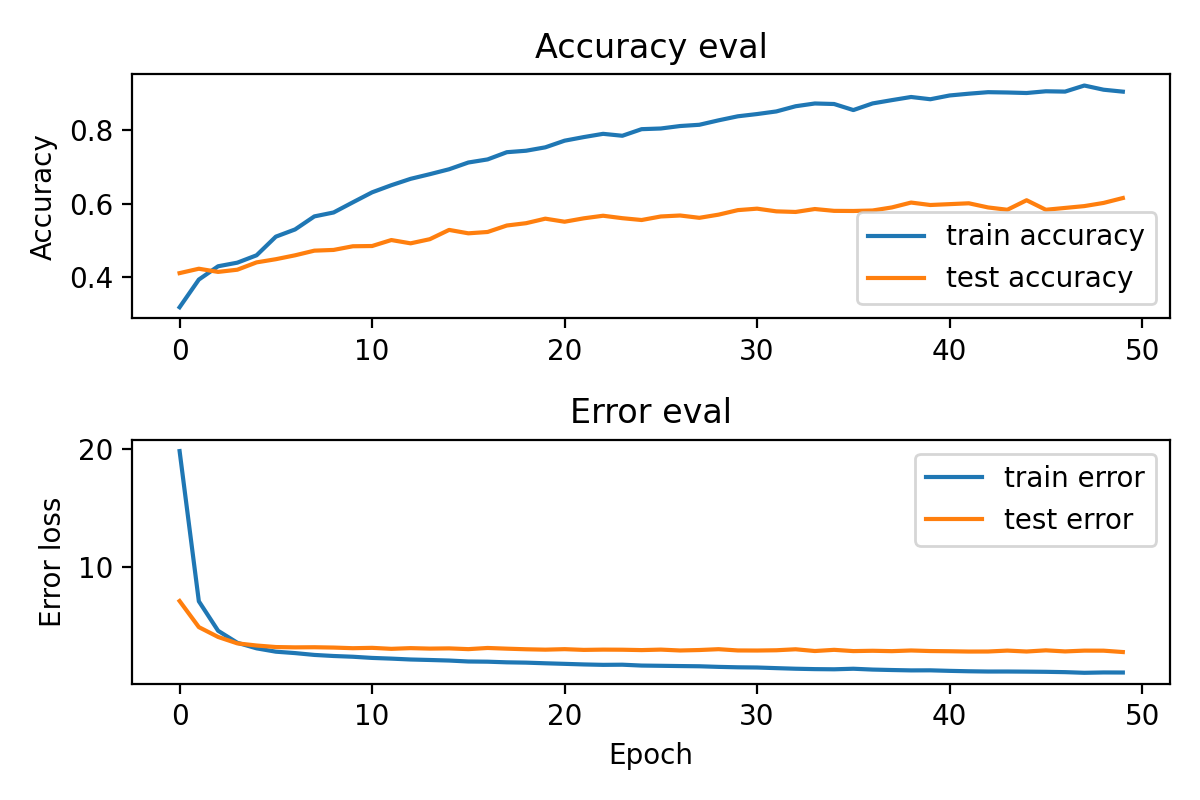 Accuracy eval
Accuracy
0.8
0.6
0.4
train accuracy
test accuracy
0 10 20 30 40 50
Error eval
Error loss
20
10
train error
test error
0 10 20 30 40 50
Epoch